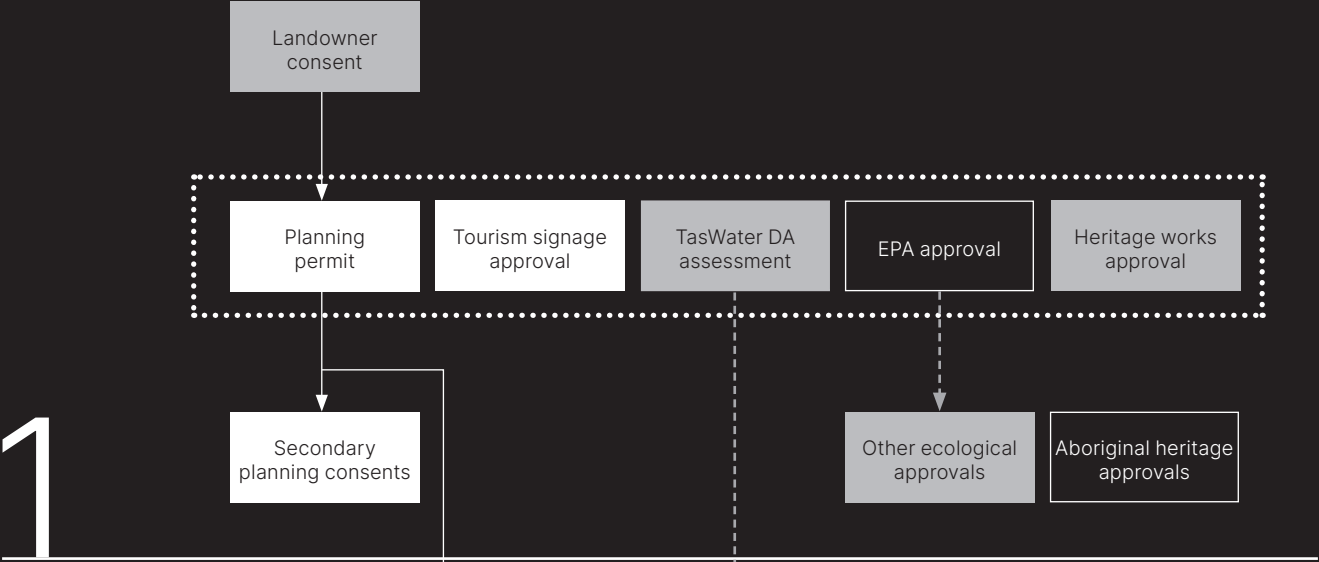 Landowner
consent
Planning
permit
Tourism signage
approval
TasWater DA
assessment
EPA approval
Heritage works
approval
Secondary
planning consents
Other ecological
approvals
Aboriginal heritage
approvals
1